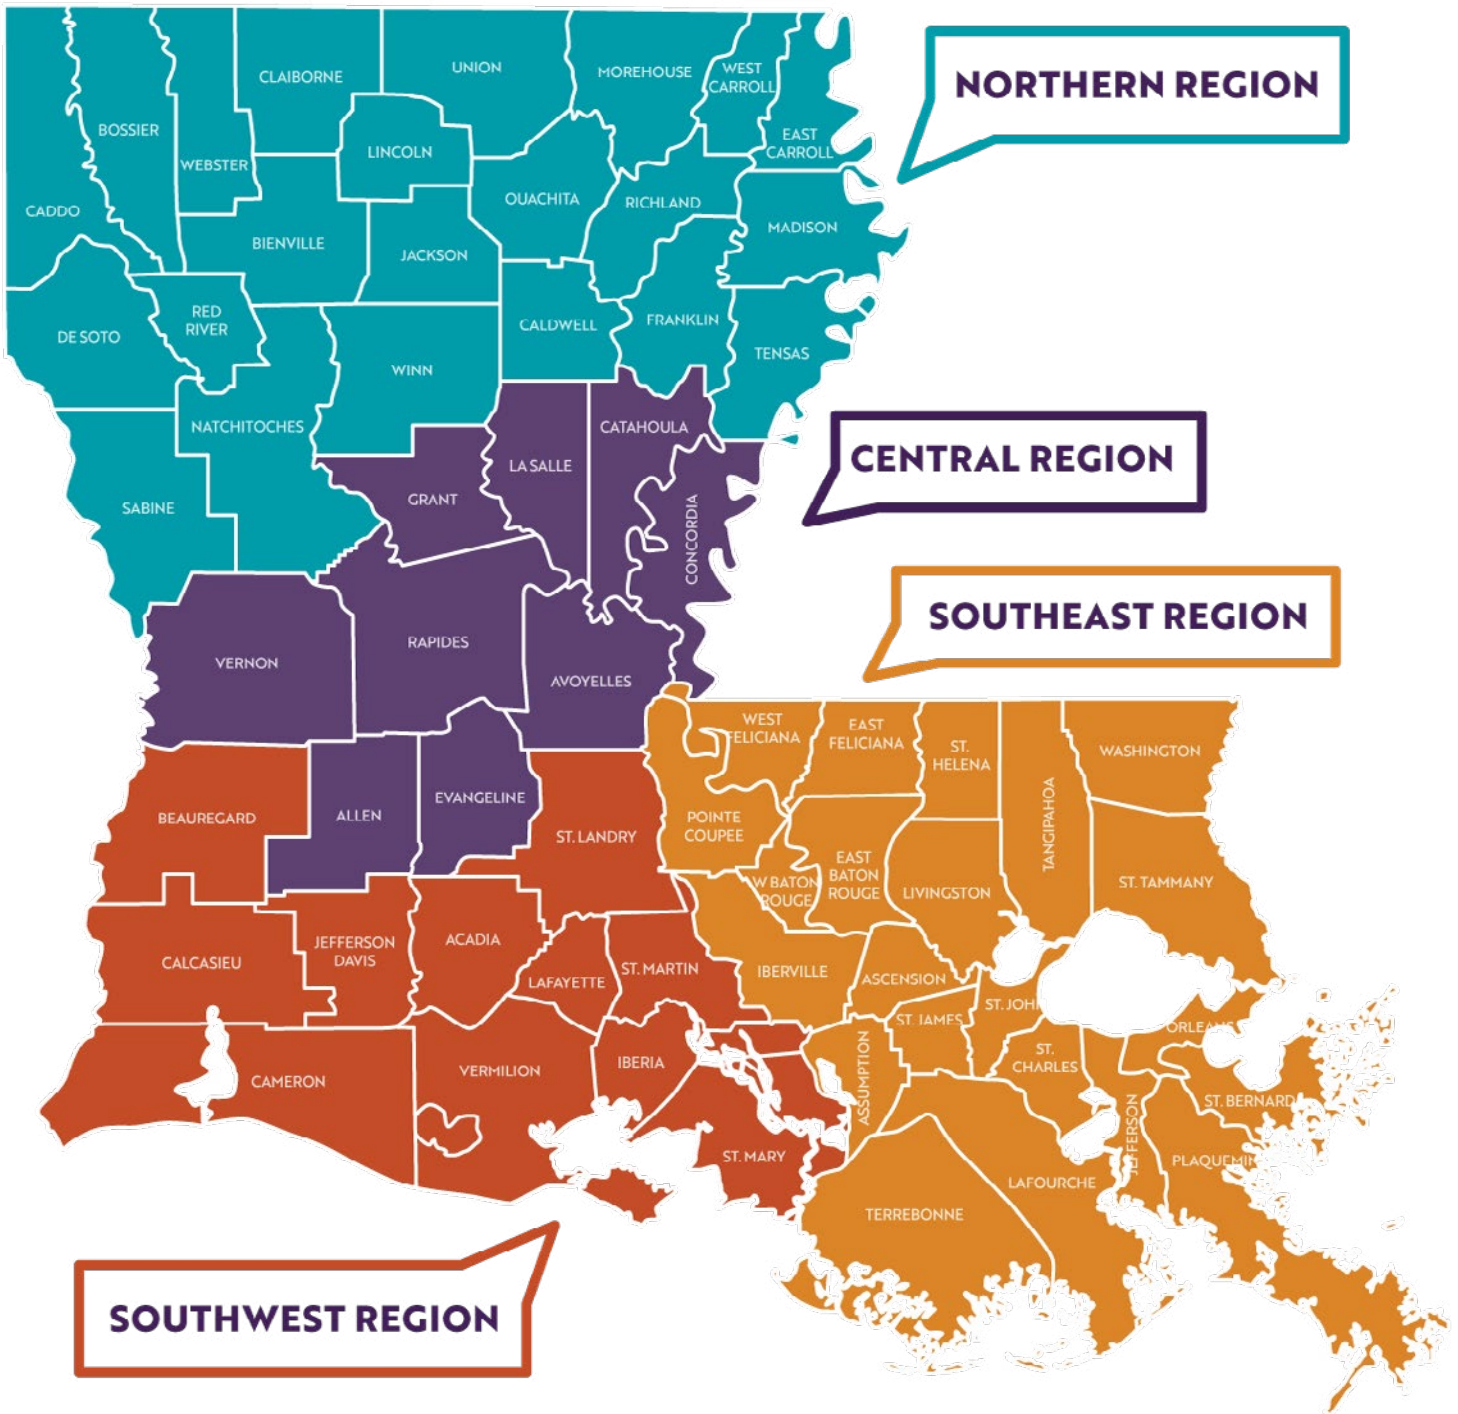 NORTHERN REGION
CLAIBORNE
UNION
MOREHOUSE
WEST
CARROLL
BOSSIER
WEBSTER
LINCOLN
EAST
CARROLL
CADDO
OUACHITA
RICHLAND
MADISON
BIENVILLE
JACKSON
DE SOTO
RED
RIVER
CALDWELL
FRANKLIN
TENSAS
WINN
NATCHITOCHES
SABINE
CENTRAL REGION
CATAHOULA
LA SALLE
GRANT
CONCORDIA
RAPIDES
VERNON
AVOYELLES
ALLEN
EVANGELINE
SOUTHEAST REGION
WEST
FELICIANA
EAST
FELICIANA
ST.
HELENA
WASHINGTON
TANGIPAHOA
POINTE
COUPEE
W BATON
ROUGE
EAST
BATON
ROUGE
LIVINGSTON
ST. TAMMANY
IBERVILLE
ASCENSION
ST. JAMES
ST. JOH
ORLEANS
ST.
CHARLES
ASSUMPTION
JEFFERSON
ST. BERNARD
PLAQUEMIN
LAFOURCHE
TERREBONNE
BEAUREGARD
ST. LANDRY
CALCASIEU
JEFFERSON
DAVIS
ACADIA
LAFAYETTE
ST. MARTIN
CAMERON
VERMILION
IBERIA
ST. MARY
SOUTHWEST REGION